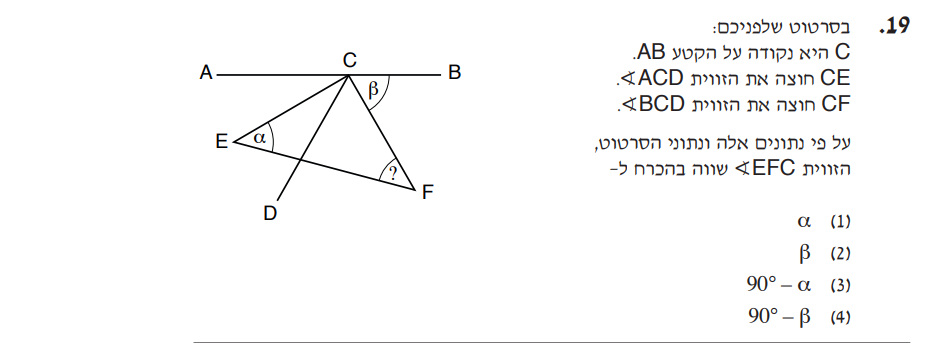 .19
בסרטוט שלפניכם:
C היא נקודה על הקטע AB.
CE חוצה את הזווית ACD∢.
CF חוצה את הזווית BCD∢.
על פי נתונים אלה ונתוני הסרטוט,
הזווית EFC∢ שווה בהכרח ל-
(1) α
(2) β
(3) 90° – α
(4) 90° – β
A
C
B
β
E
α
?
F
D